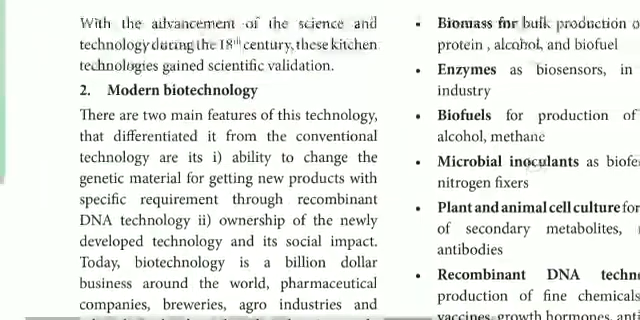 With the advancement of the science and
technology during the 18th century, these kitchen
technologies gained scientific validation.
2. Modern biotechnology
There are two main features of this technology,
that differentiated it from the conventional
technology are its i) ability to change the
genetic material for getting new products with
specific requirement through recombinant
DNA technology ii) ownership of the newly
developed technology and its social impact.
Today, biotechnology is a billion dollar
business around the world, pharmaceutical
companies, breweries, agro industries and
• Biomass for bulk production o
protein , alcohol, and biofuel
• Enzymes as biosensors, in
industry
• Biofuels for production of
alcohol, methane
• Microbial inoculants as biofe
nitrogen fixers
• Plant and animal cell culture for
of secondary metabolites,
antibodies
• Recombinant DNA techn
production of fine chemicals
vaccines, growth hormones, anti